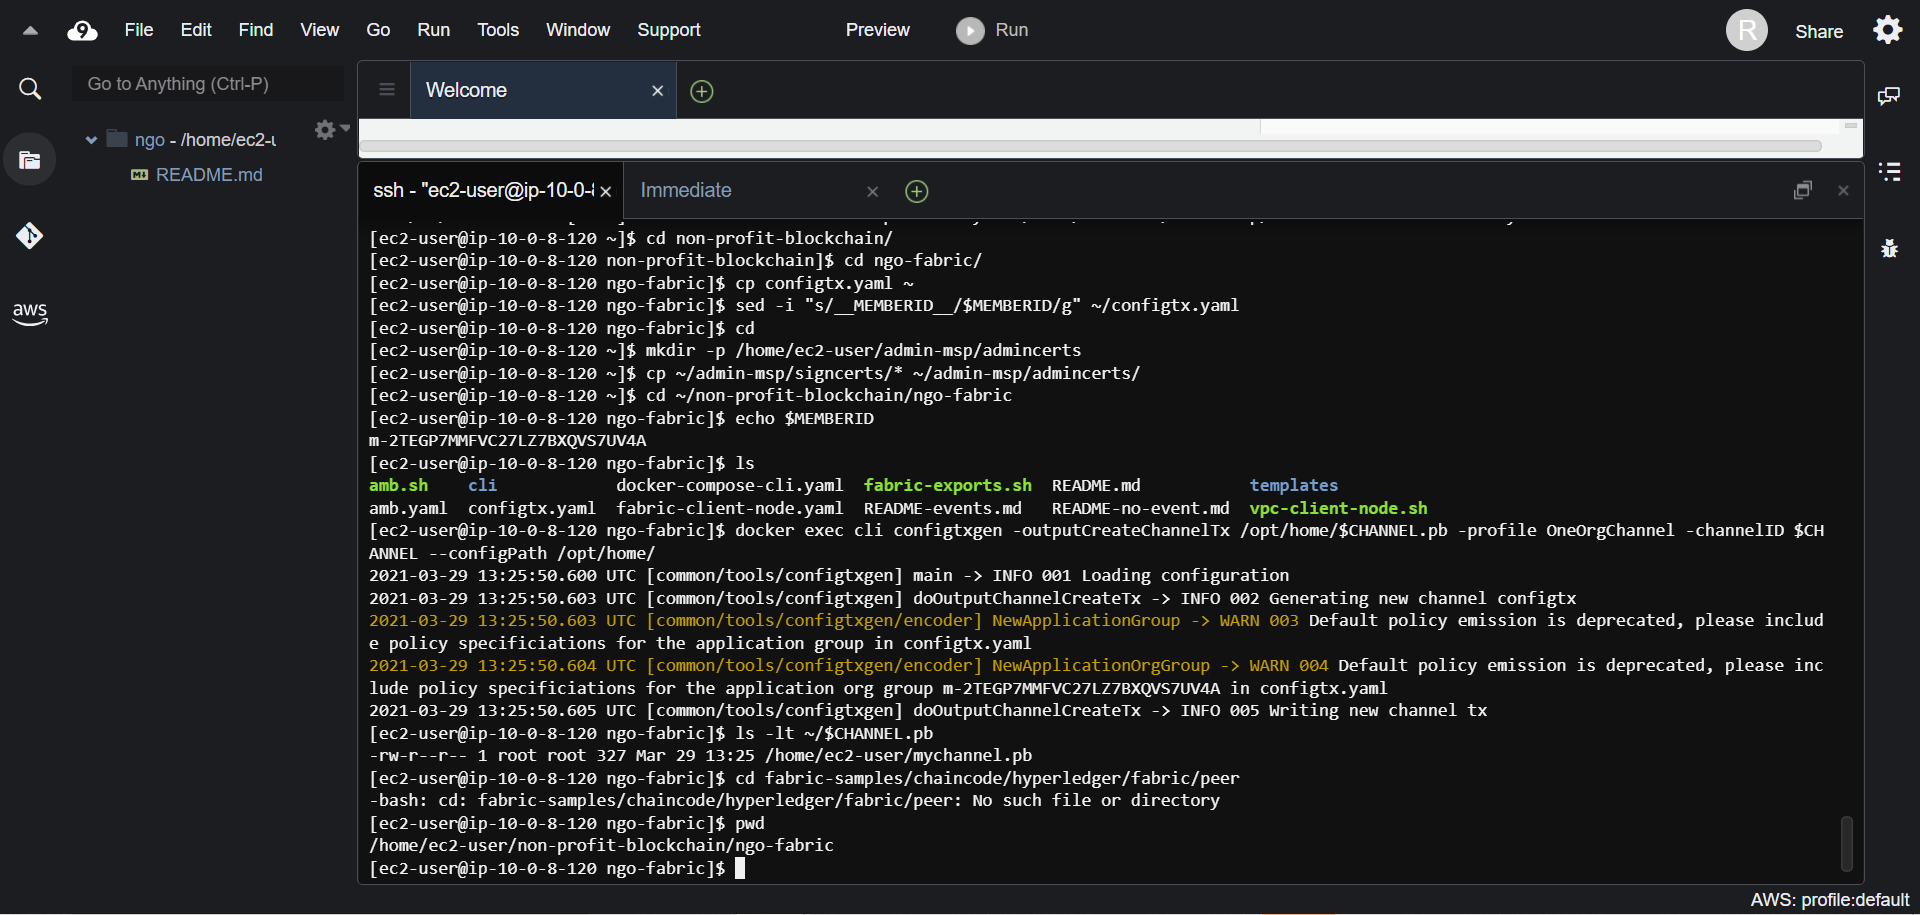 File Edit Find View Go Run Tools Window Support Preview Run R Share
Go to Anything (Ctrl-P)
Welcome
ngo - /home/ec2-u
README.md
aws
ssh - "ec2-user@ip-10-0-8 Immediate
[ec2-user@ip-10-0-8-120 ~]$ cd non-profit-blockchain/
[ec2-user@ip-10-0-8-120 non-profit-blockchain]$ cd ngo-fabric/
[ec2-user@ip-10-0-8-120 ngo-fabric]$ cp configtx.yaml ~
[ec2-user@ip-10-0-8-120 ngo-fabric]$ sed -i "s/__MEMBERID__/$MEMBERID/g" ~/configtx.yaml
[ec2-user@ip-10-0-8-120 ngo-fabric]$ cd
[ec2-user@ip-10-0-8-120 ~]$ mkdir -p /home/ec2-user/admin-msp/admincerts
[ec2-user@ip-10-0-8-120 ~]$ cp ~/admin-msp/signcerts/* ~/admin-msp/admincerts/
[ec2-user@ip-10-0-8-120 ~]$ cd ~/non-profit-blockchain/ngo-fabric
[ec2-user@ip-10-0-8-120 ngo-fabric]$ echo $MEMBERID
m-2TEGP7MMFVC27LZ7BXQVS7UV4A
[ec2-user@ip-10-0-8-120 ngo-fabric]$ ls
amb.sh cli docker-compose-cli.yaml fabric-exports.sh README.md templates
amb.yaml configtx.yaml fabric-client-node.yaml README-events.md README-no-event.md vpc-client-node.sh
[ec2-user@ip-10-0-8-120 ngo-fabric]$ docker exec cli configtxgen -outputCreateChannelTx /opt/home/$CHANNEL.pb -profile OneOrgChannel -channelID $CH
ANNEL --configPath /opt/home/
2021-03-29 13:25:50.600 UTC [common/tools/configtxgen] main -> INFO 001 Loading configuration
2021-03-29 13:25:50.603 UTC [common/tools/configtxgen] doOutputChannelCreateTx -> INFO 002 Generating new channel configtx
2021-03-29 13:25:50.603 UTC [common/tools/configtxgen/encoder] NewApplicationGroup -> WARN 003 Default policy emission is deprecated, please includ
e policy specificiations for the application group in configtx.yaml
2021-03-29 13:25:50.604 UTC [common/tools/configtxgen/encoder] NewApplicationOrgGroup -> WARN 004 Default policy emission is deprecated, please inc
lude policy specificiations for the application org group m-2TEGP7MMFVC27LZ7BXQVS7UV4A in configtx.yaml
2021-03-29 13:25:50.605 UTC [common/tools/configtxgen] doOutputChannelCreateTx -> INFO 005 Writing new channel tx
[ec2-user@ip-10-0-8-120 ngo-fabric]$ ls -lt ~/$CHANNEL.pb
-rw-r--r-- 1 root root 327 Mar 29 13:25 /home/ec2-user/mychannel.pb
[ec2-user@ip-10-0-8-120 ngo-fabric]$ cd fabric-samples/chaincode/hyperledger/fabric/peer
-bash: cd: fabric-samples/chaincode/hyperledger/fabric/peer: No such file or directory
[ec2-user@ip-10-0-8-120 ngo-fabric]$ pwd
/home/ec2-user/non-profit-blockchain/ngo-fabric
[ec2-user@ip-10-0-8-120 ngo-fabric]$
AWS: profile:default